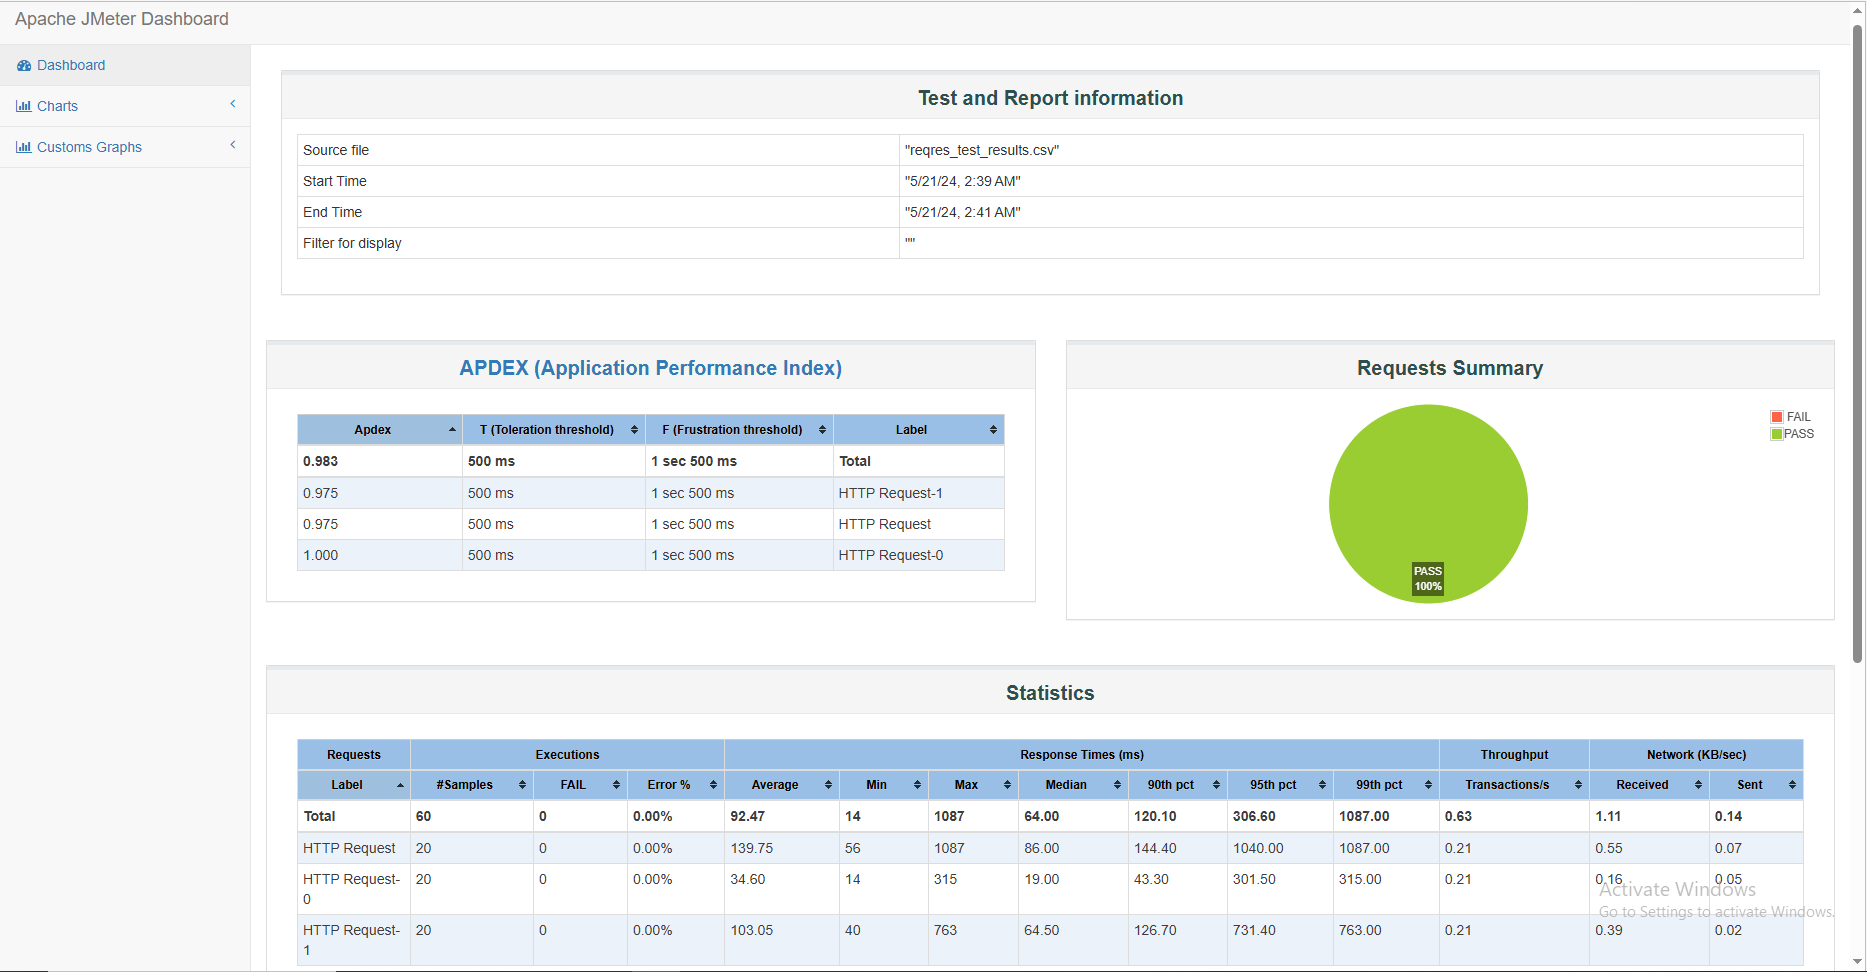 Apache JMeter Dashboard
Dashboard
Charts
Customs Graphs
Test and Report information
Source file "reqres_test_results.csv"
Start Time "5/21/24, 2:39 AM"
End Time "5/21/24, 2:41 AM"
Filter for display ""
APDEX (Application Performance Index)
Apdex T (Toleration threshold) F (Frustration threshold) Label
0.983 500 ms 1 sec 500 ms Total
0.975 500 ms 1 sec 500 ms HTTP Request-1
0.975 500 ms 1 sec 500 ms HTTP Request
1.000 500 ms 1 sec 500 ms HTTP Request-0
Requests Summary
FAIL
PASS
PASS
100%
Statistics
Requests Executions Response Times (ms) Throughput Network (KB/sec)
Label #Samples FAIL Error % Average Min Max Median 90th pct 95th pct 99th pct Transactions/s Received Sent
Total 60 0 0.00% 92.47 14 1087 64.00 120.10 306.60 1087.00 0.63 1.11 0.14
HTTP Request 20 0 0.00% 139.75 56 1087 86.00 144.40 1040.00 1087.00 0.21 0.55 0.07
HTTP Request- 20 0 0.00% 34.60 14 315 19.00 43.30 301.50 315.00 0.21 0.16 0.05
0
HTTP Request- 20 0 0.00% 103.05 40 763 64.50 126.70 731.40 763.00 0.21 0.39 0.02
1
Activate Windows
Go to Settings to activate Windows.